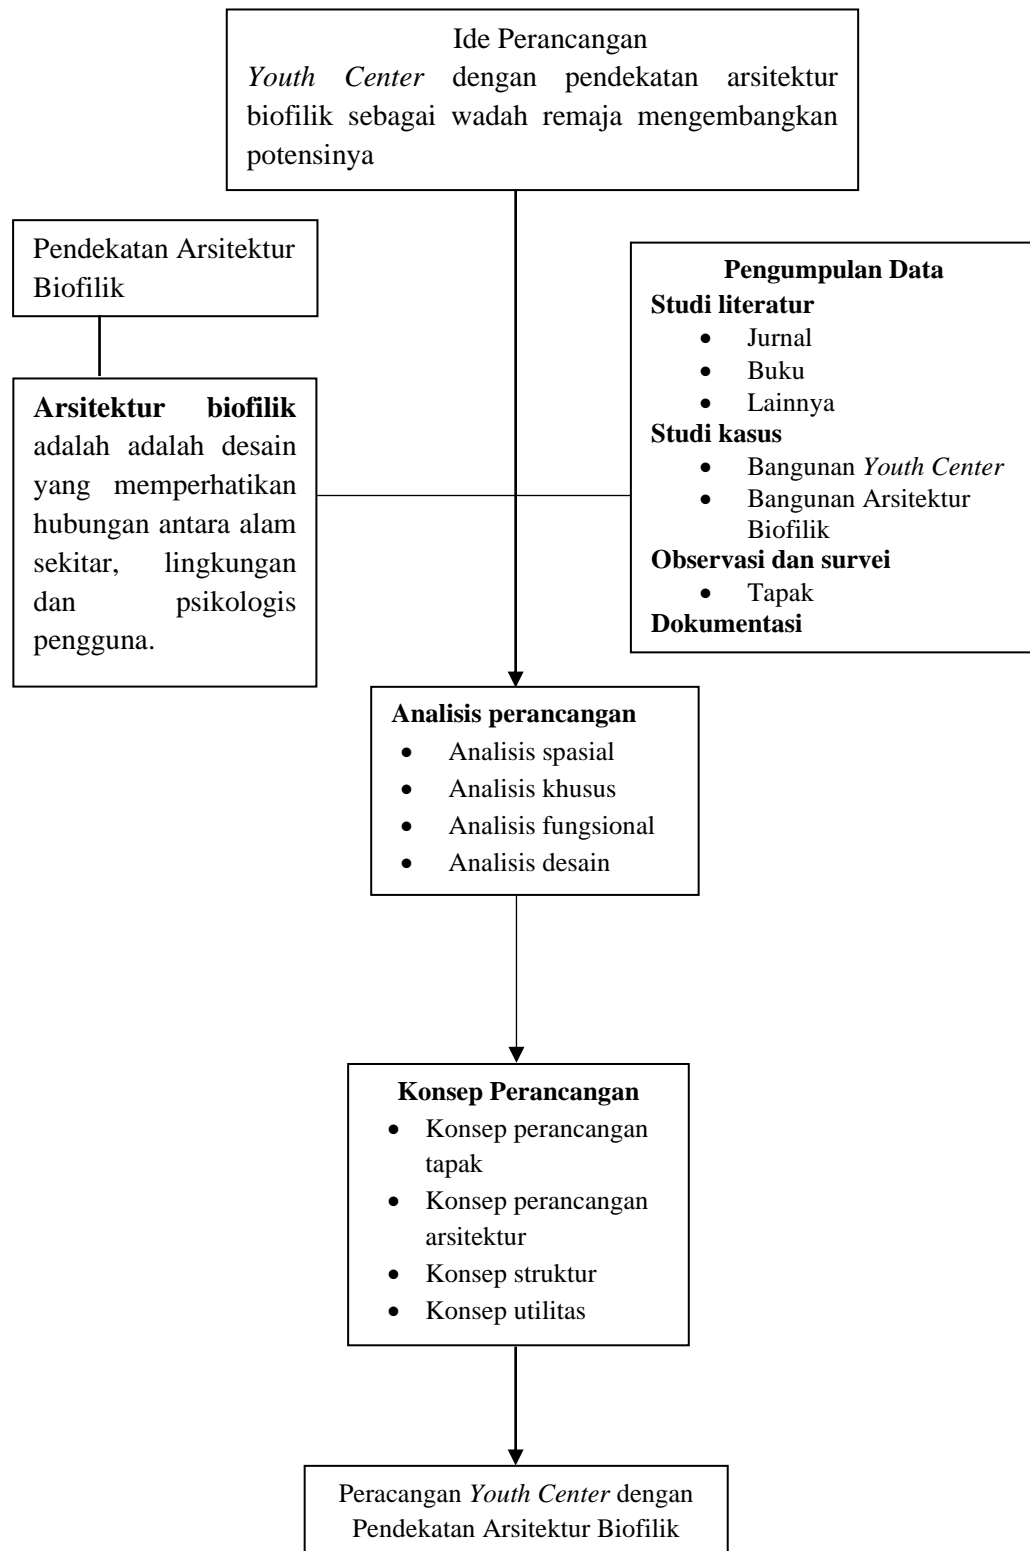 Ide Perancangan
Youth Center dengan pendekatan arsitektur
biofilik sebagai wadah remaja mengembangkan
potensinya
Pendekatan Arsitektur
Biofilik
Arsitektur biofilik
adalah adalah desain
yang memperhatikan
hubungan antara alam
sekitar, lingkungan
dan psikologis
pengguna.
Pengumpulan Data
Studi literatur
• Jurnal
• Buku
• Lainnya
Studi kasus
• Bangunan Youth Center
• Bangunan Arsitektur
Biofilik
Observasi dan survei
• Tapak
Dokumentasi
Analisis perancangan
• Analisis spasial
• Analisis khusus
• Analisis fungsional
• Analisis desain
Konsep Perancangan
• Konsep perancangan
tapak
• Konsep perancangan
arsitektur
• Konsep struktur
• Konsep utilitas
Peracangan Youth Center dengan
Pendekatan Arsitektur Biofilik